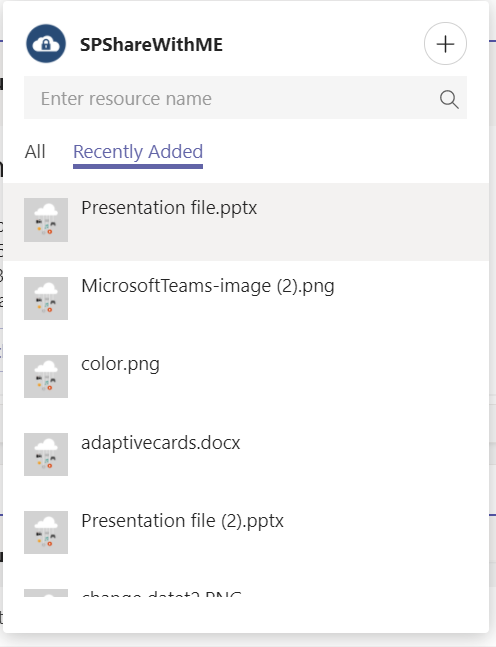 SPShareWithME
Enter resource name
All Recently Added
Presentation file.pptx
MicrosoftTeams-image (2).png
color.png
adaptivecards.docx
Presentation file (2).pptx